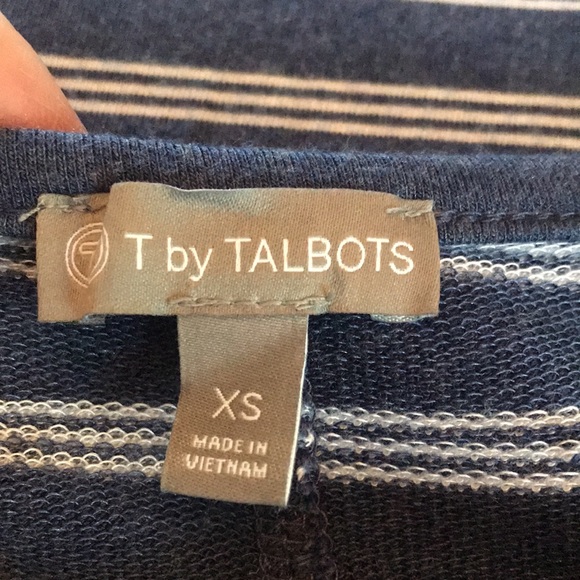 T by TALBOTS
XS
MADE IN
VIETNAM